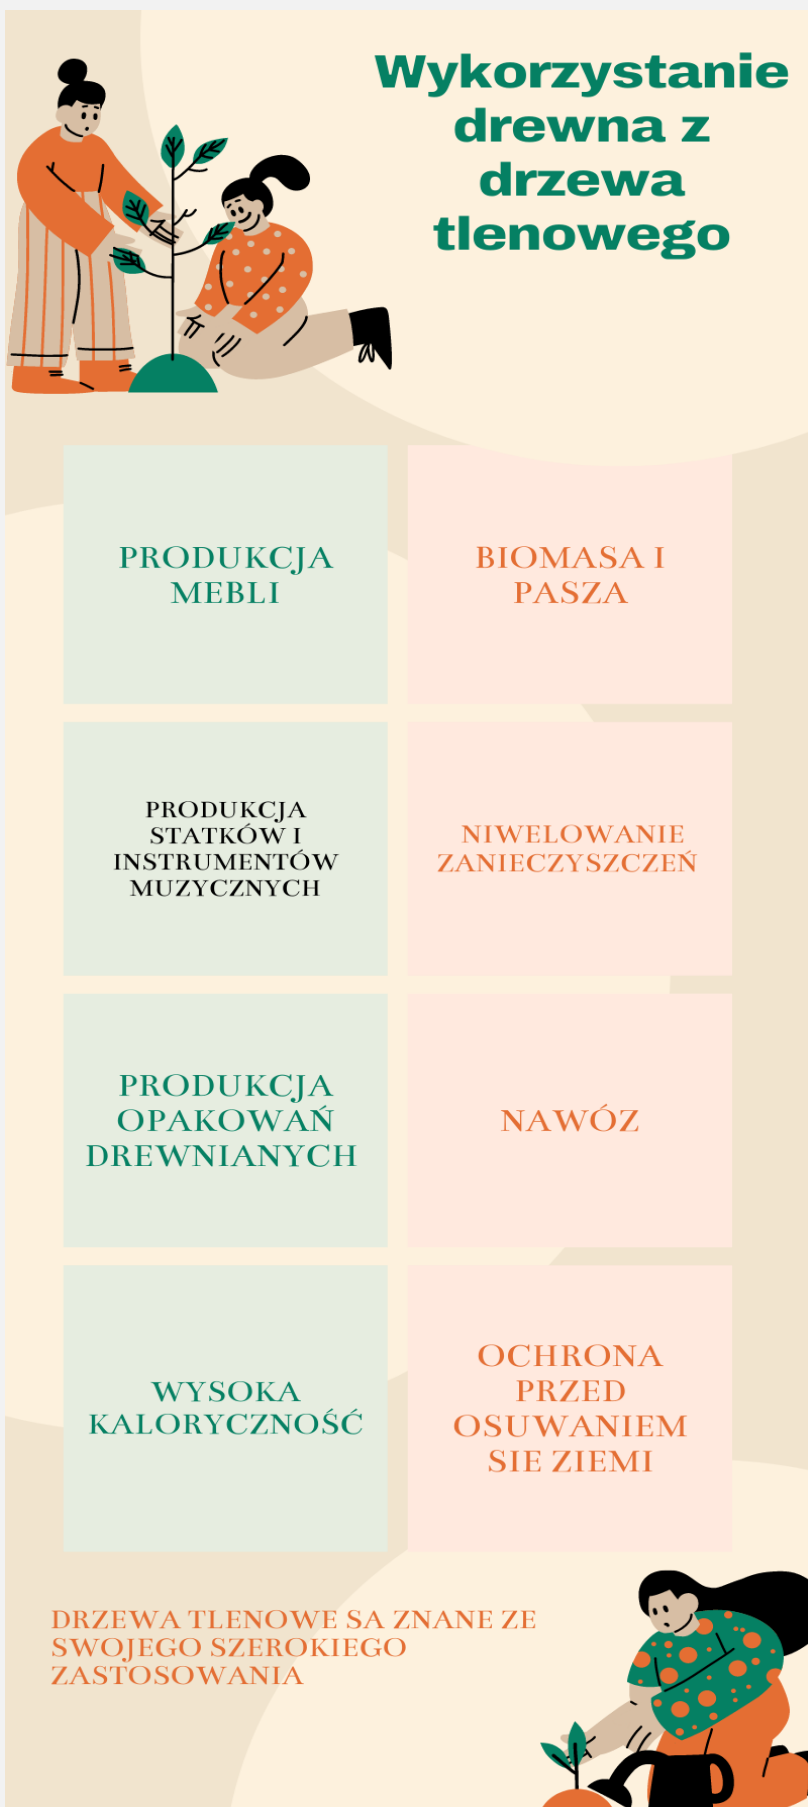 Wykorzystanie
drewna z
drzewa
tlenowego
PRODUKCJA
MEBLI
BIOMASA I
PASZA
PRODUKCJA
STATKÓW I
INSTRUMENTÓW
MUZYCZNYCH
NIWELOWANIE
ZANIECZYSZCZEŃ
PRODUKCJA
OPAKOWAŃ
DREWNIANYCH
NAWÓZ
WYSOKA
KALORYCZNOŚĆ
OCHRONA
PRZED
OSUWANIEM
SIE ZIEMI
DRZEWA TLENOWE SA ZNANE ZE
SWOJEGO SZEROKIEGO
ZASTOSOWANIA